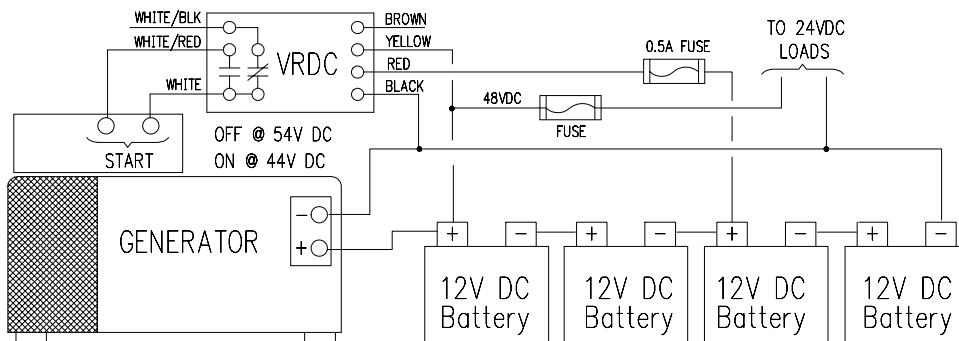 WHITE/BLK
WHITE/RED
WHITE
VRDC
BROWN
YELLOW
RED
BLACK
0.5A FUSE
TO 24VDC
LOADS
48VDC
FUSE
START
OFF @ 54V DC
ON @ 44V DC
GENERATOR
-
+
+ - + - + - + -
12V DC
Battery
12V DC
Battery
12V DC
Battery
12V DC
Battery